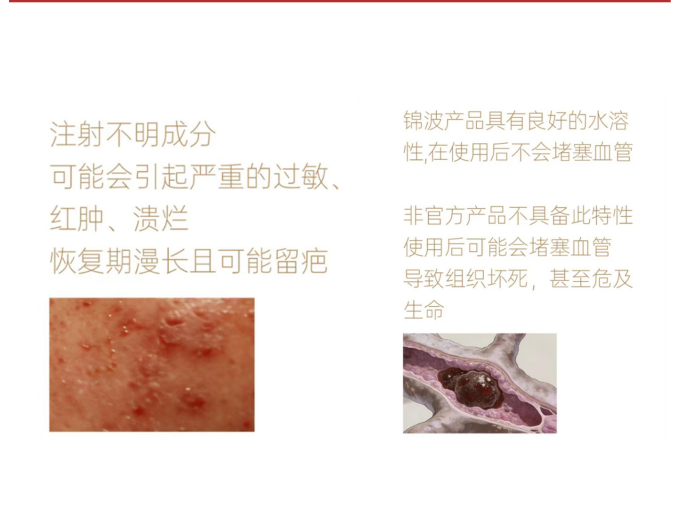 注射不明成分
可能会引起严重的过敏、
红肿、溃烂
恢复期漫长且可能留疤
锦波产品具有良好的水溶
性,在使用后不会堵塞血管
非官方产品不具备此特性
使用后可能会堵塞血管
导致组织坏死，甚至危及
生命